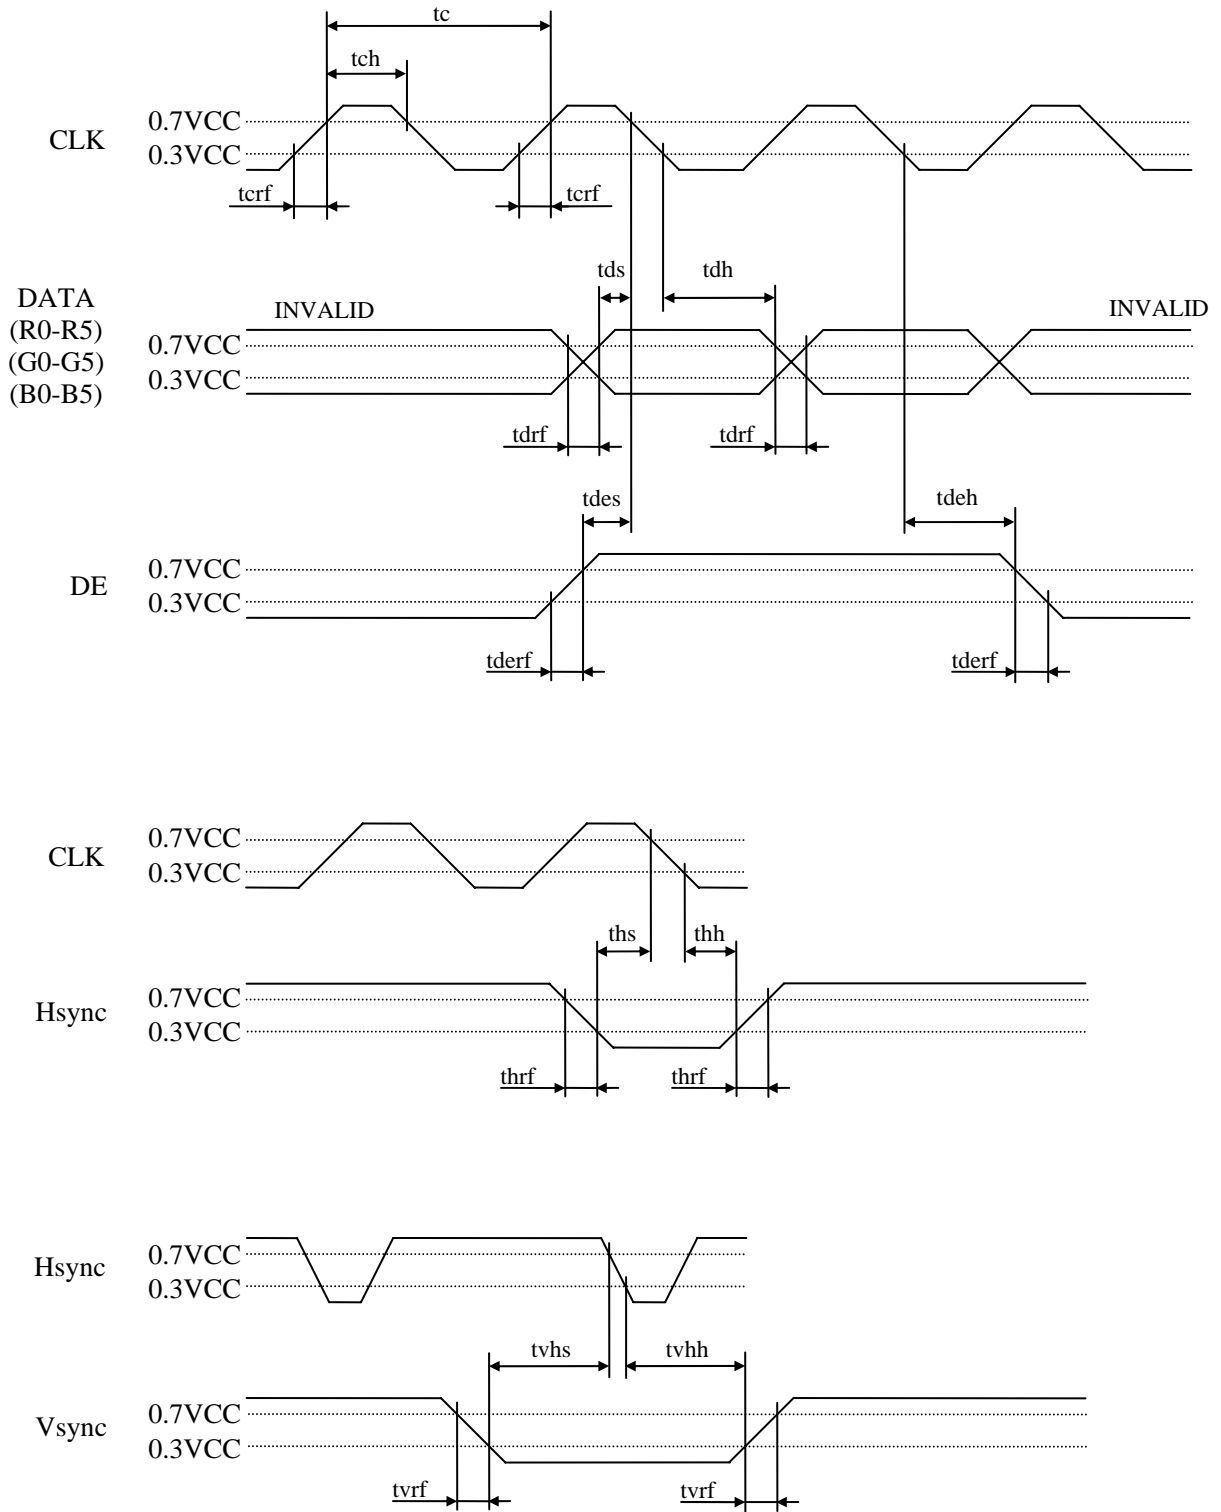 tc
tch
CLK
0.7VCC
0.3VCC
tcrf
tcrf
tds
tdh
DATA
(R0-R5)
(G0-G5)
(B0-B5)
INVALID
INVALID
0.7VCC
0.3VCC
tdrf
tdrf
tdes
tdeh
DE
0.7VCC
0.3VCC
tderf
tderf
CLK
0.7VCC
0.3VCC
ths
thh
Hsync
0.7VCC
0.3VCC
thrf
thrf
Hsync
0.7VCC
0.3VCC
tvhs
tvhh
Vsync
0.7VCC
0.3VCC
tvrf
tvrf